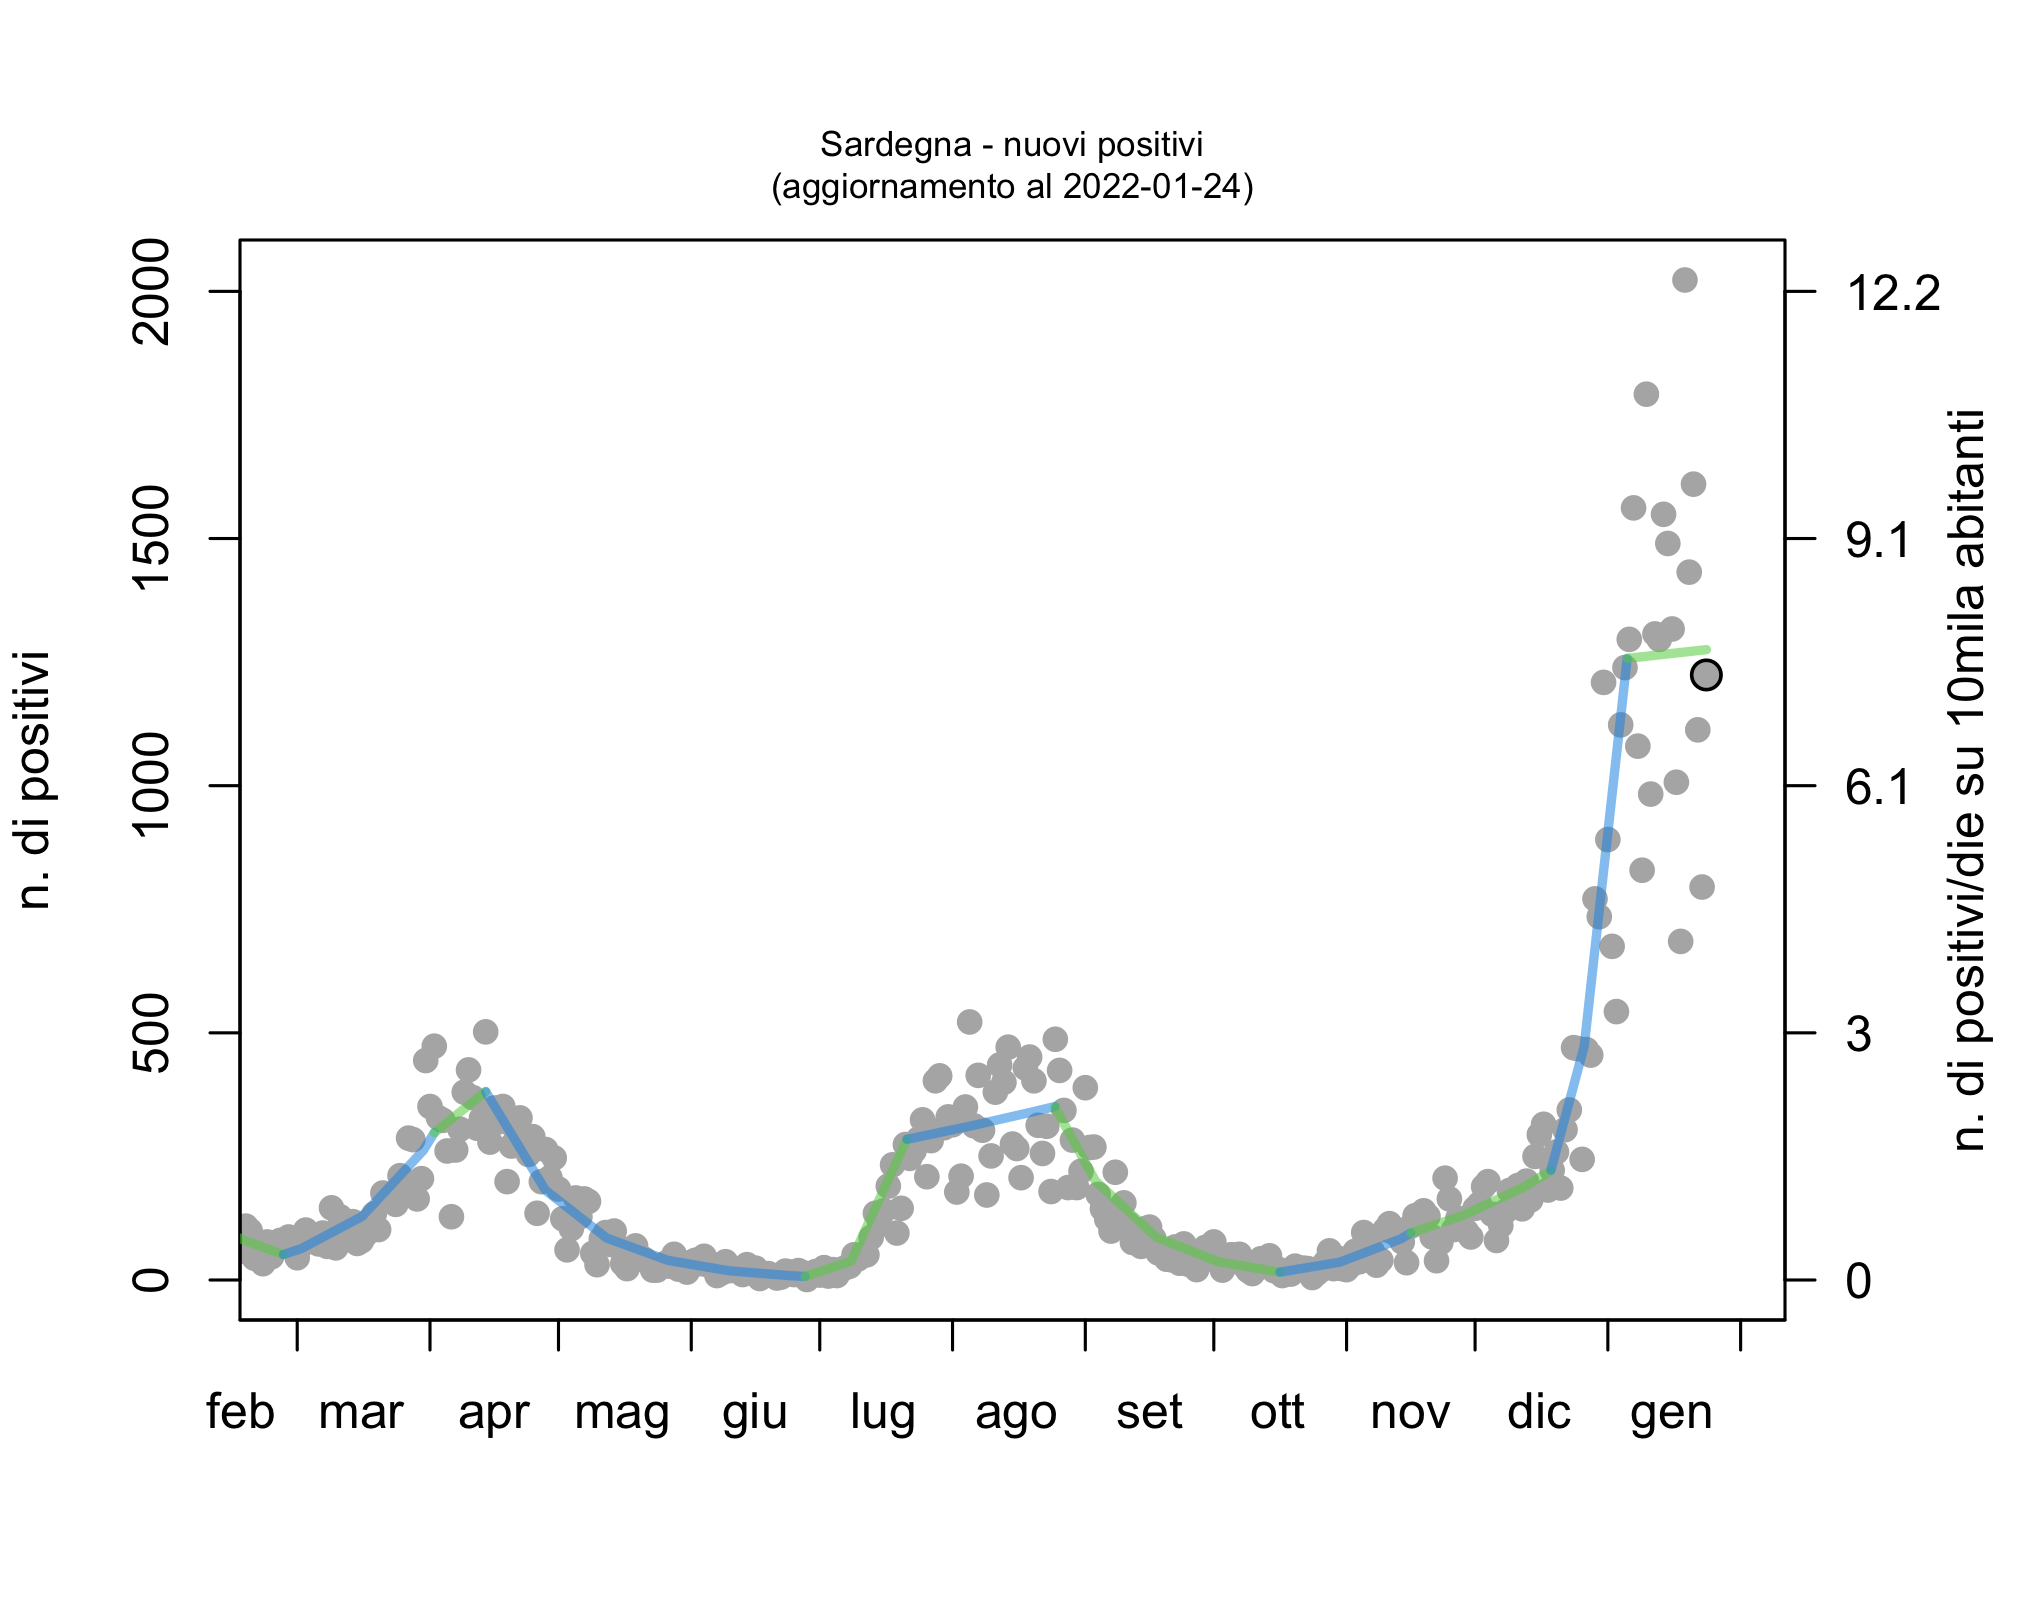 Sardegna - nuovi positivi
(aggiornamento al 2022-01-24)
n. di positivi
2000
1500
1000
500
0
12.2
9.1
6.1
3
0
n. di positivi/die su 10mila abitanti
feb mar apr mag giu lug ago set ott nov dic gen